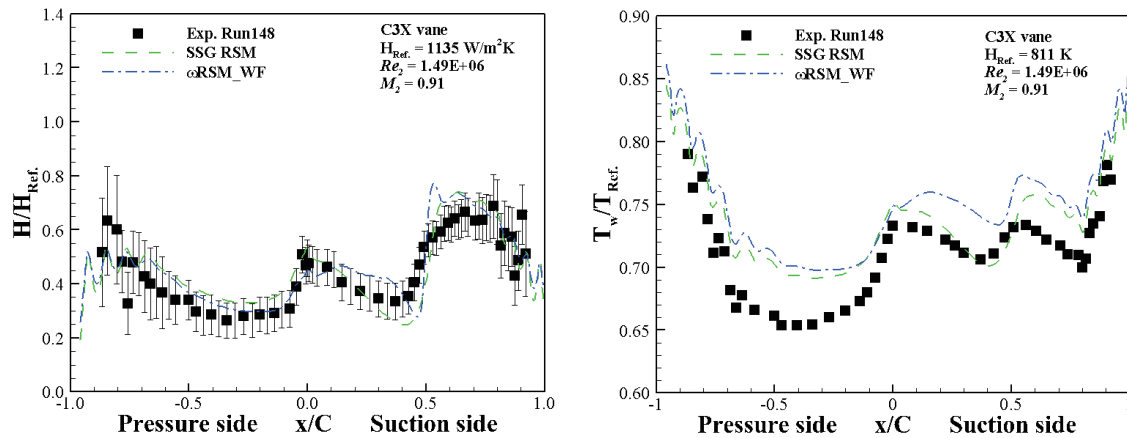 1.4
1.2
1.0
0.8
0.6
0.4
0.2
0.0
H/H_Ref.
Exp. Run148
SSG RSM
ωRSM_WF
C3X vane
H_Ref. = 1135 W/m²K
Re₂ = 1.49E+06
M₂ = 0.91
-1.0 -0.5 0.0 0.5 1.0
Pressure side x/C Suction side
0.90
0.85
0.80
0.75
0.70
0.65
0.60
T_w/T_Ref.
Exp. Run148
SSG RSM
ωRSM_WF
C3X vane
H_Ref. = 811 K
Re₂ = 1.49E+06
M₂ = 0.91
-1 -0.5 0 0.5
Pressure side x/C Suction side